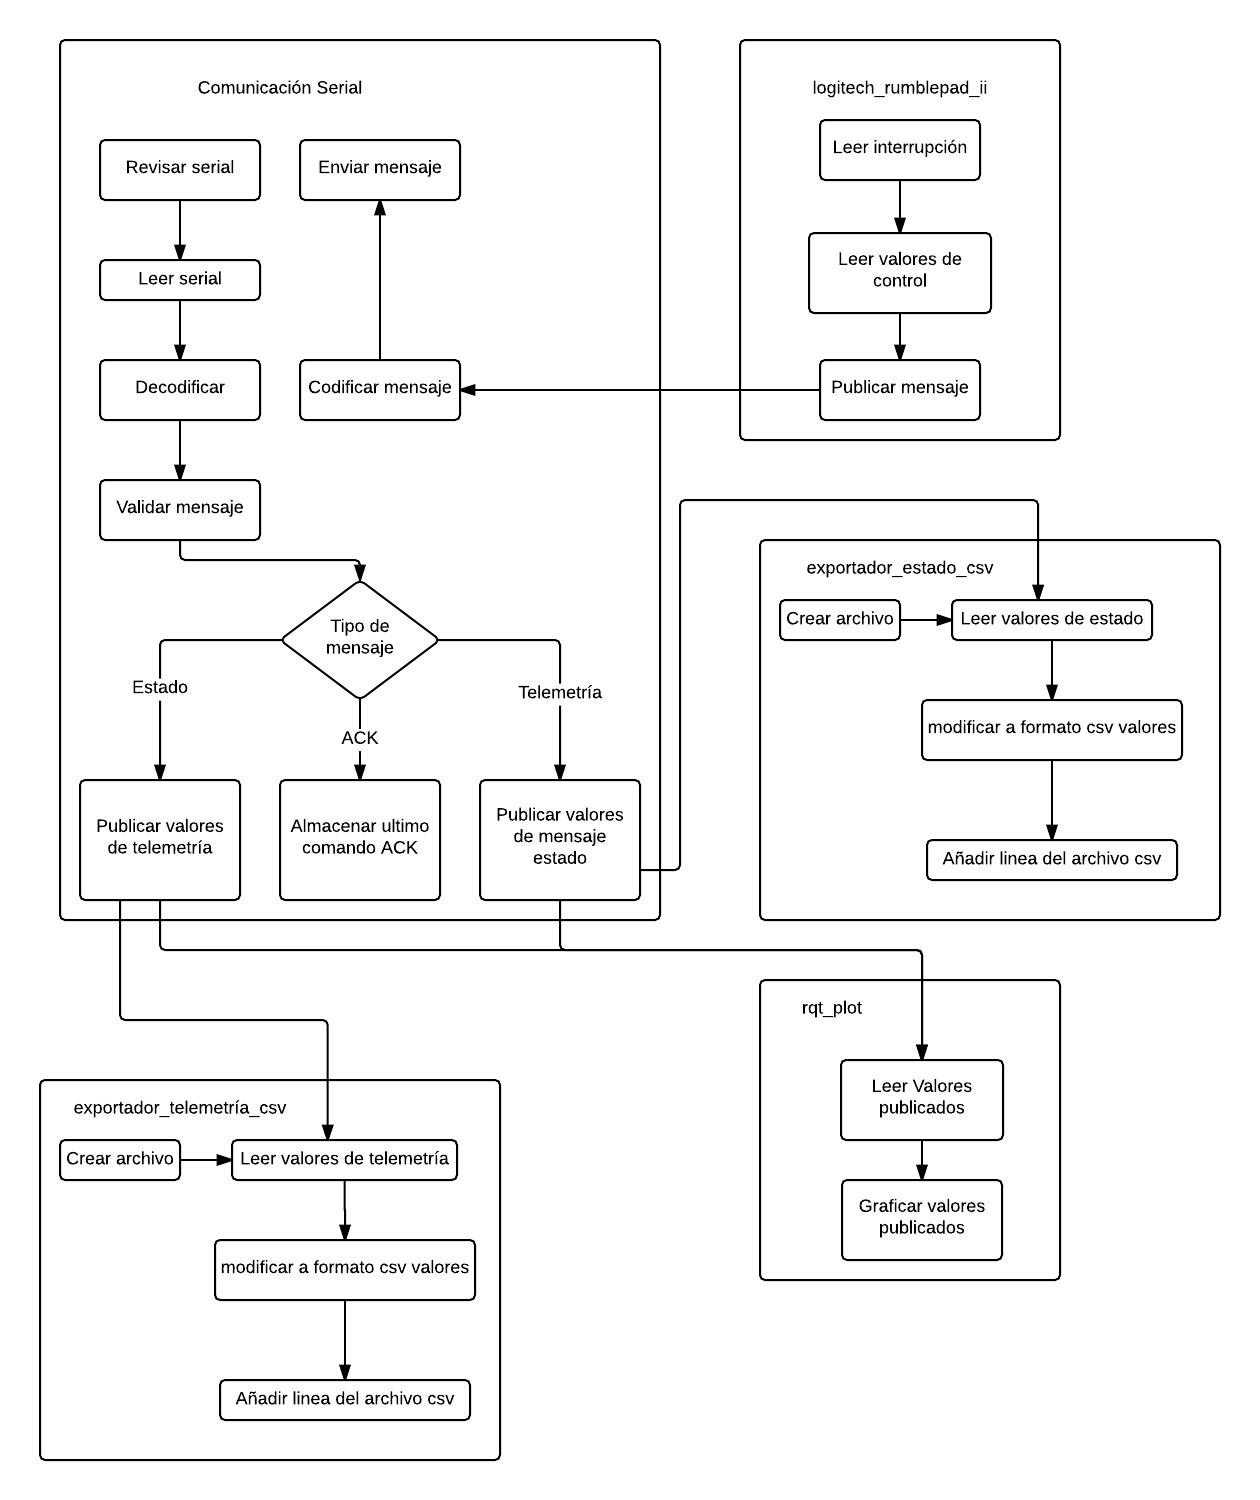 Comunicación Serial
Revisar serial
Enviar mensaje
Leer serial
Decodificar
Codificar mensaje
Validar mensaje
Tipo de
mensaje
Estado
Telemetría
ACK
Publicar valores
de telemetría
Almacenar ultimo
comando ACK
Publicar valores
de mensaje
estado
logitech_rumblepad_ii
Leer interrupción
Leer valores de
control
Publicar mensaje
exportador_estado_csv
Crear archivo
Leer valores de estado
modificar a formato csv valores
Añadir linea del archivo csv
rqt_plot
Leer Valores
publicados
Graficar valores
publicados
exportador_telemetría_csv
Crear archivo
Leer valores de telemetría
modificar a formato csv valores
Añadir linea del archivo csv